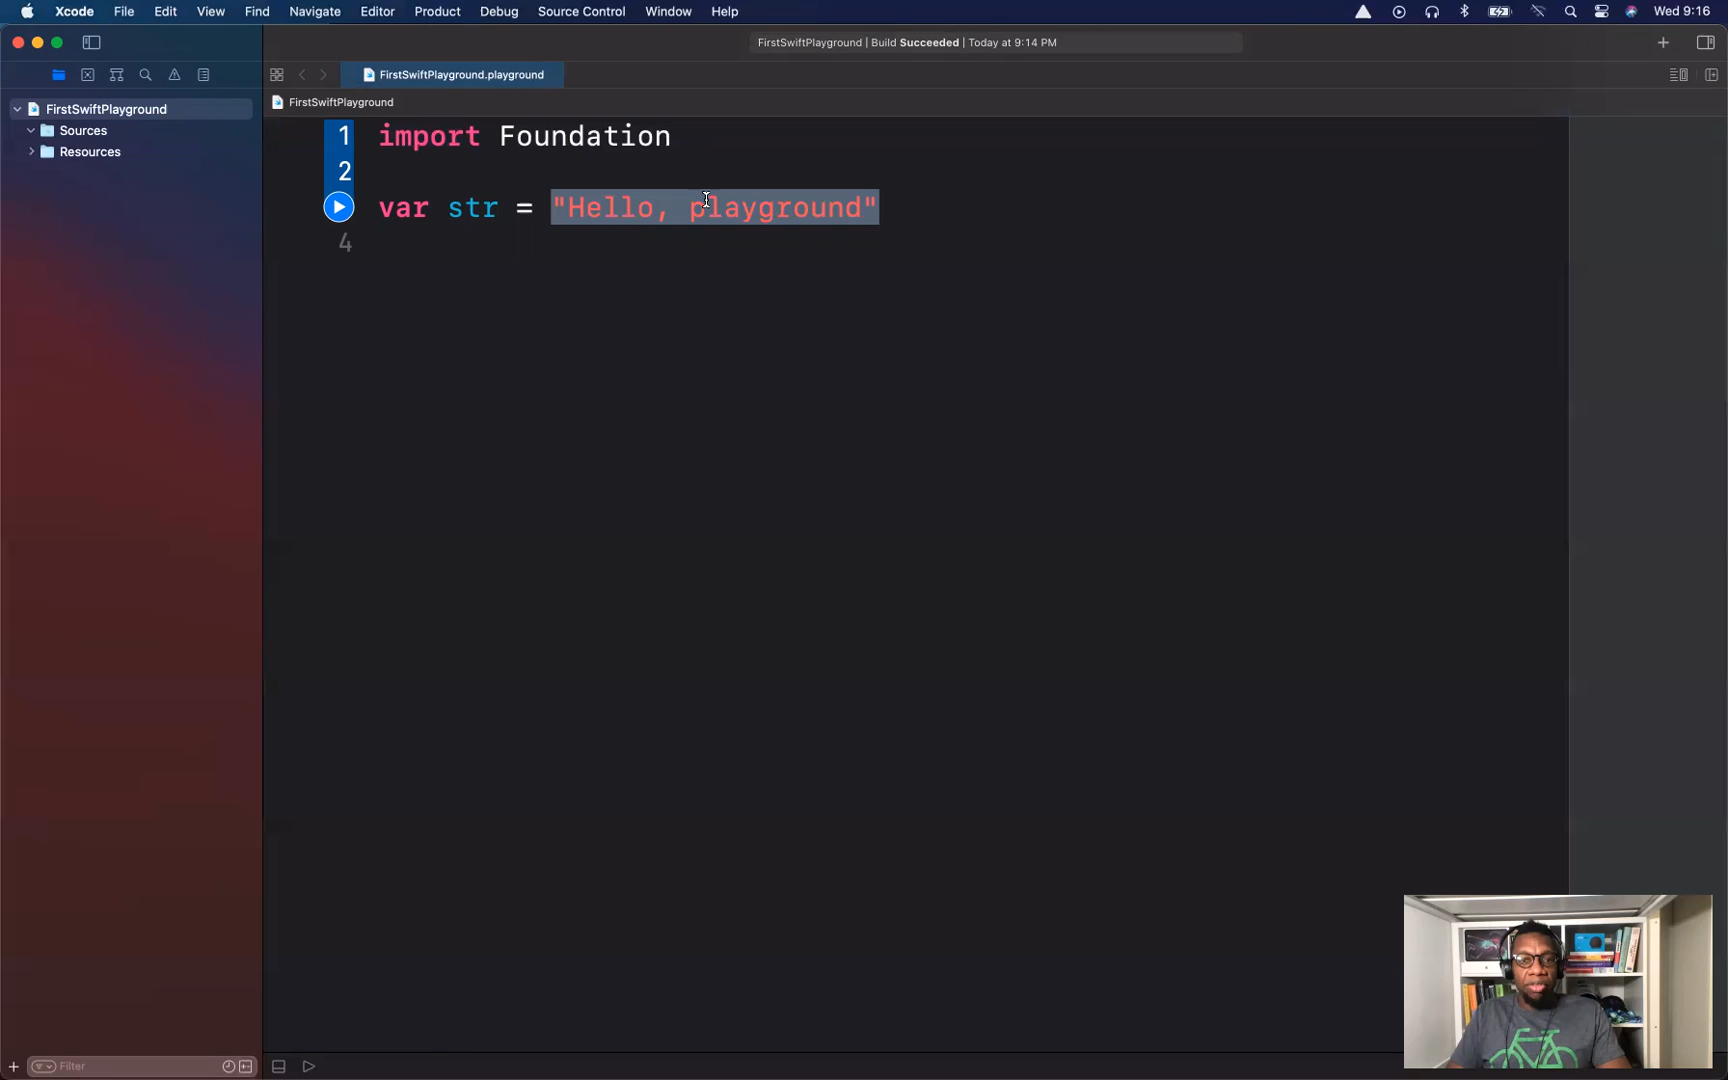 Xcode File Edit View Find Navigate Editor Product Debug Source Control Window Help Wed 9:16
FirstSwiftPlayground | Build Succeeded | Today at 9:14 PM
FirstSwiftPlayground.playground
FirstSwiftPlayground
Sources
Resources
FirstSwiftPlayground
1 import Foundation
2
var str = "Hello, playground"
4
Filter